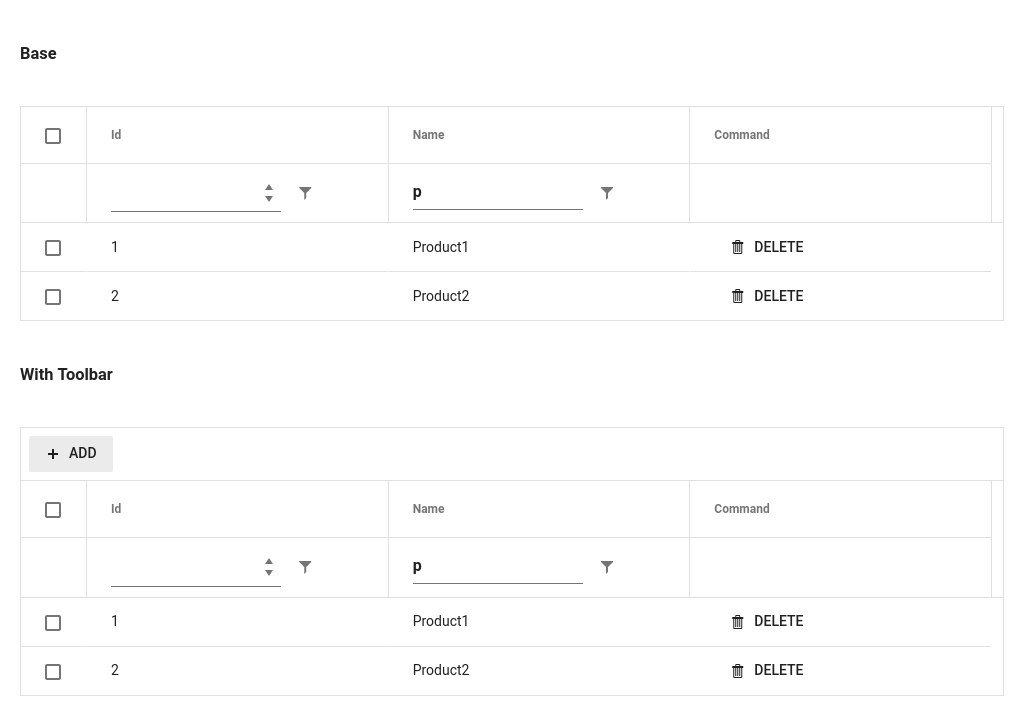 Base
Id Name Command
p
1 Product1 DELETE
2 Product2 DELETE
With Toolbar
ADD
Id Name Command
p
1 Product1 DELETE
2 Product2 DELETE